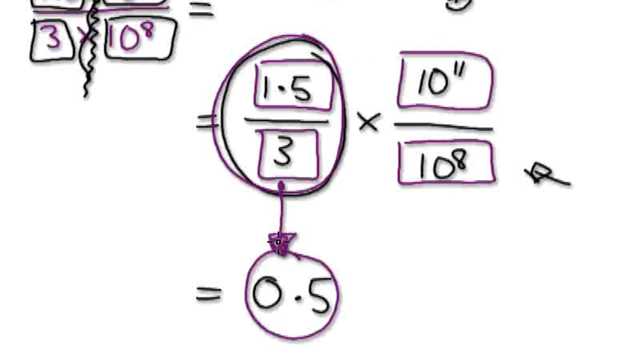 3 × 10⁸ =
= 1.5 / 3 × 10¹¹ / 10⁸
= 0.5